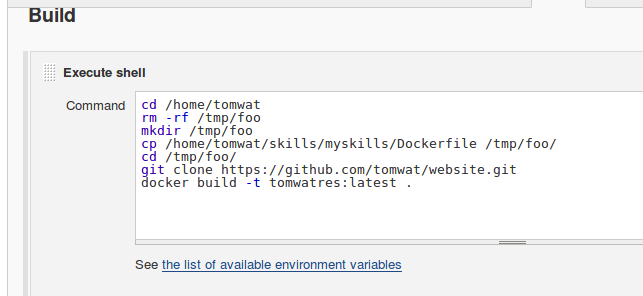 Build
Execute shell
Command
cd /home/tomwat
rm -rf /tmp/foo
mkdir /tmp/foo
cp /home/tomwat/skills/myskills/Dockerfile /tmp/foo/
cd /tmp/foo/
git clone https://github.com/tomwat/website.git
docker build -t tomwatres:latest .
See the list of available environment variables